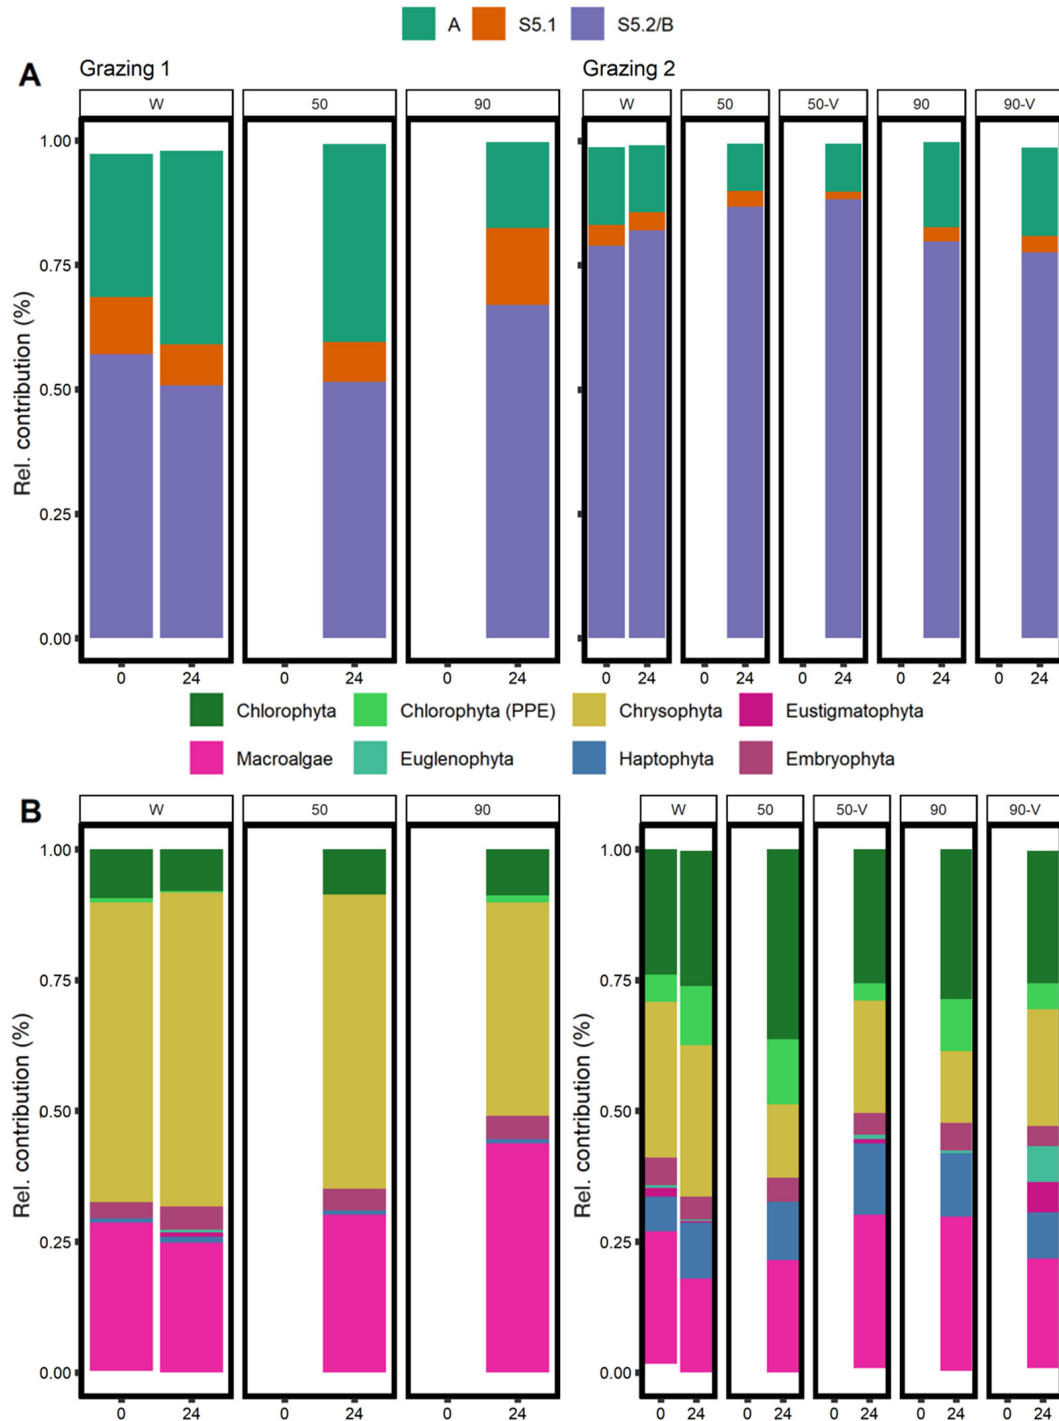 A S5.1 S5.2/B
A
Grazing 1 Grazing 2
W 50 90 W 50 50-V 90 90-V
1.00
0.75
0.50
0.25
0.00
Rel. contribution (%)
0 24 0 24 0 24 0 24 0 24 0 24 0 24 0 24
Chlorophyta Chlorophyta (PPE) Chrysophyta Eustigmatophyta
Macroalgae Euglenophyta Haptophyta Embryophyta
B
W 50 90 W 50 50-V 90 90-V
1.00 1.00
0.75 0.75
0.50 0.50
0.25 0.25
0.00 0.00
Rel. contribution (%) Rel. contribution (%)
0 24 0 24 0 24 0 24 0 24 0 24 0 24 0 24